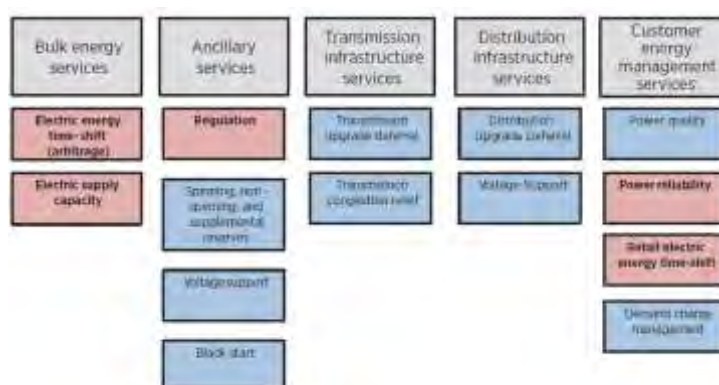 Bulk energy
services
Ancillary
services
Transmission
infrastructure
services
Distribution
infrastructure
services
Customer
energy
management
services
Electric energy
time-shift
(arbitrage)
Electric supply
capacity
Regulation
Spinning, non-
spinning, and
supplemental
reserves
Voltage support
Black start
Transmission
upgrade deferral
Transmission
congestion relief
Distribution
upgrade deferral
Voltage Support
Power quality
Power reliability
Retail electric
energy time-shift
Demand charge
management